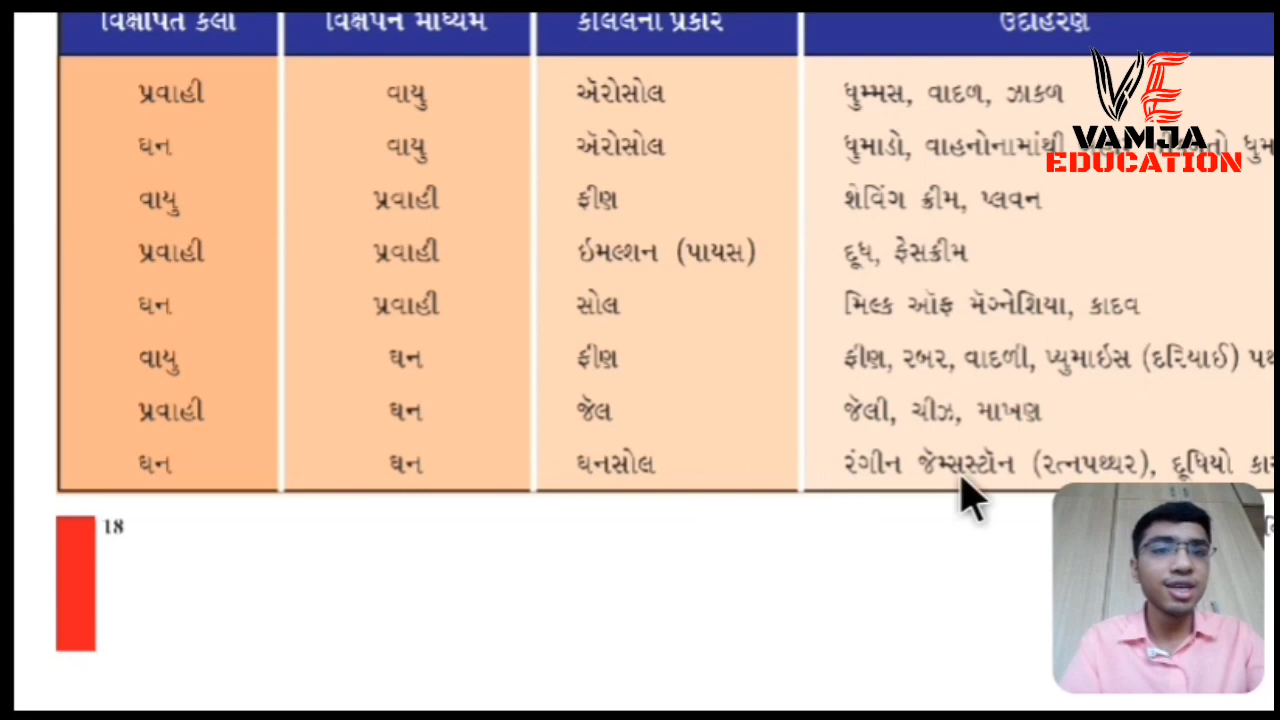 વિક્ષેપિત કલા વિક્ષેપન માધ્યમ કલિલનો પ્રકાર ઉદાહરણ
પ્રવાહી વાયુ ઍરોસોલ ધુમ્મસ, વાદળ, ઝાકળ
ઘન વાયુ ઍરોસોલ ધુમાડો, વાહનોનામાંથી
વાયુ પ્રવાહી ફીણ શેવિંગ ક્રીમ, પ્લવન
પ્રવાહી પ્રવાહી ઇમલ્શન (પાયસ) દૂધ, ફેસક્રીમ
ઘન પ્રવાહી સોલ મિલ્ક ઑફ મૅગ્નેશિયા, કાદવ
વાયુ ઘન ફીણ ફીણ, રબર, વાદળી, પ્યુમાઇસ (દરિયાઈ)
પ્રવાહી ઘન જૅલ જૅલી, ચીઝ, માખણ
ઘન ઘન ઘનસોલ રંગીન જૅમ્સસ્ટૉન (રત્નપથ્થર), દૂધિયો
18
VE
VAMJA
EDUCATION